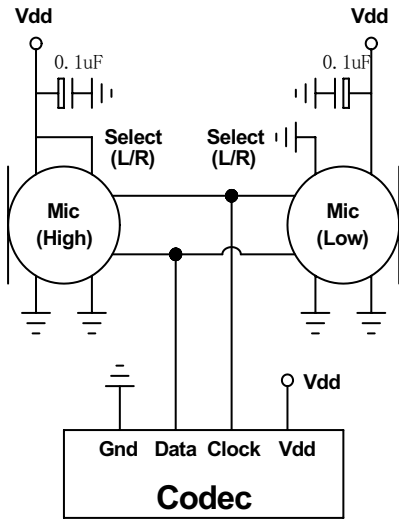 Vdd Vdd
0.1uF 0.1uF
Select Select
(L/R) (L/R)
Mic Mic
(High) (Low)
Vdd
Gnd Data Clock Vdd
Codec